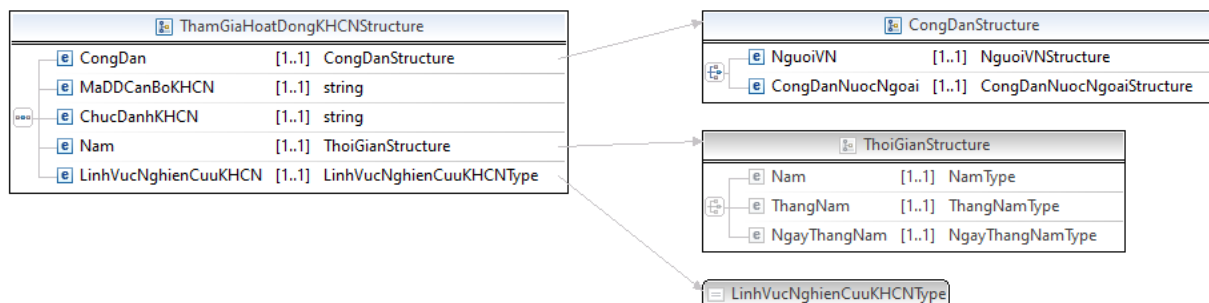 ThamGiaHoatDongKHCNStructure
CongDan [1..1] CongDanStructure
MaDDCanBoKHCN [1..1] string
ChucDanhKHCN [1..1] string
Nam [1..1] ThoiGianStructure
LinhVucNghienCuuKHCN [1..1] LinhVucNghienCuuKHCNType
CongDanStructure
NguoiVN [1..1] NguoiVNStructure
CongDanNuocNgoai [1..1] CongDanNuocNgoaiStructure
ThoiGianStructure
Nam [1..1] NamType
ThangNam [1..1] ThangNamType
NgayThangNam [1..1] NgayThangNamType
LinhVucNghienCuuKHCNType